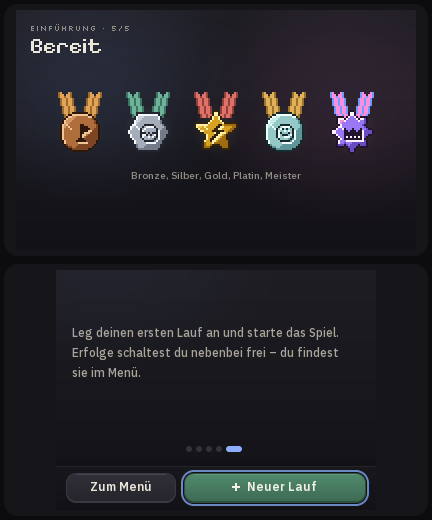 EINFÜHRUNG · 5/5
Bereit
Bronze, Silber, Gold, Platin, Meister
Leg deinen ersten Lauf an und starte das Spiel.
Erfolge schaltest du nebenbei frei – du findest
sie im Menü.
Zum Menü
+ Neuer Lauf